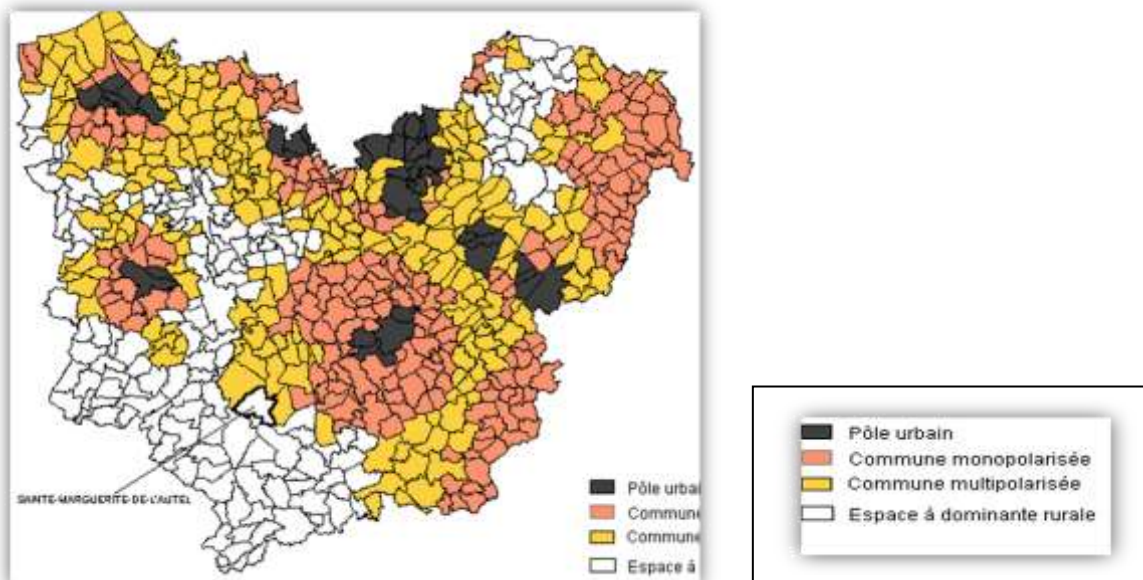 SAINTE-MARGUERITE-DE-L'AUTEL
Pôle urbai
Commune
Commune
Espace à
Pôle urbain
Commune monopolarisée
Commune multipolarisée
Espace á dominante rurale